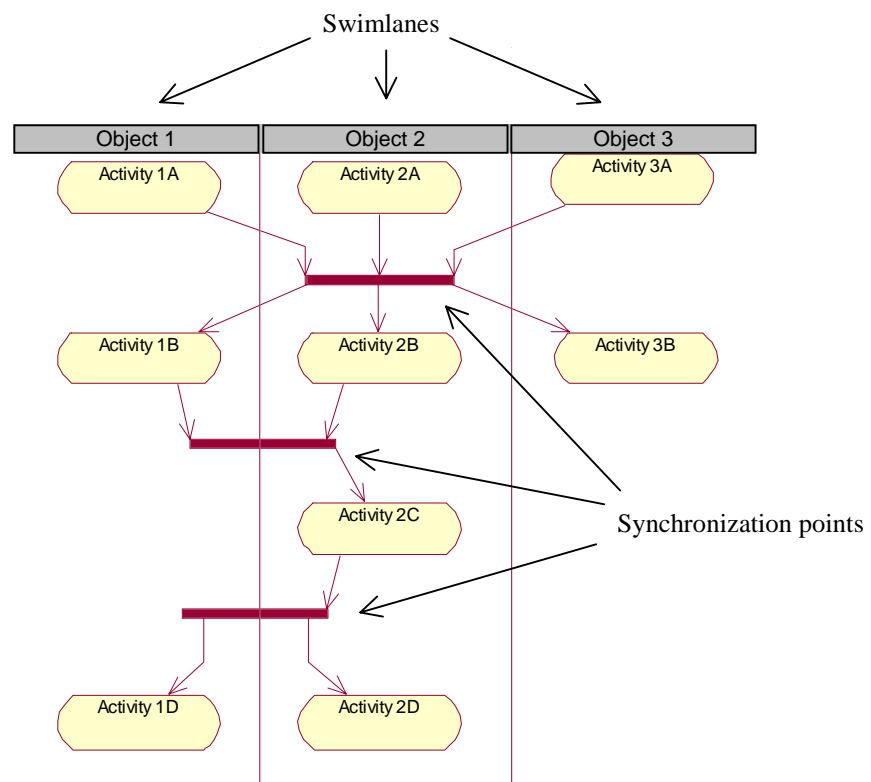 Swimlanes
Object 1
Object 2
Object 3
Activity 1A
Activity 2A
Activity 3A
Activity 1B
Activity 2B
Activity 3B
Activity 2C
Synchronization points
Activity 1D
Activity 2D